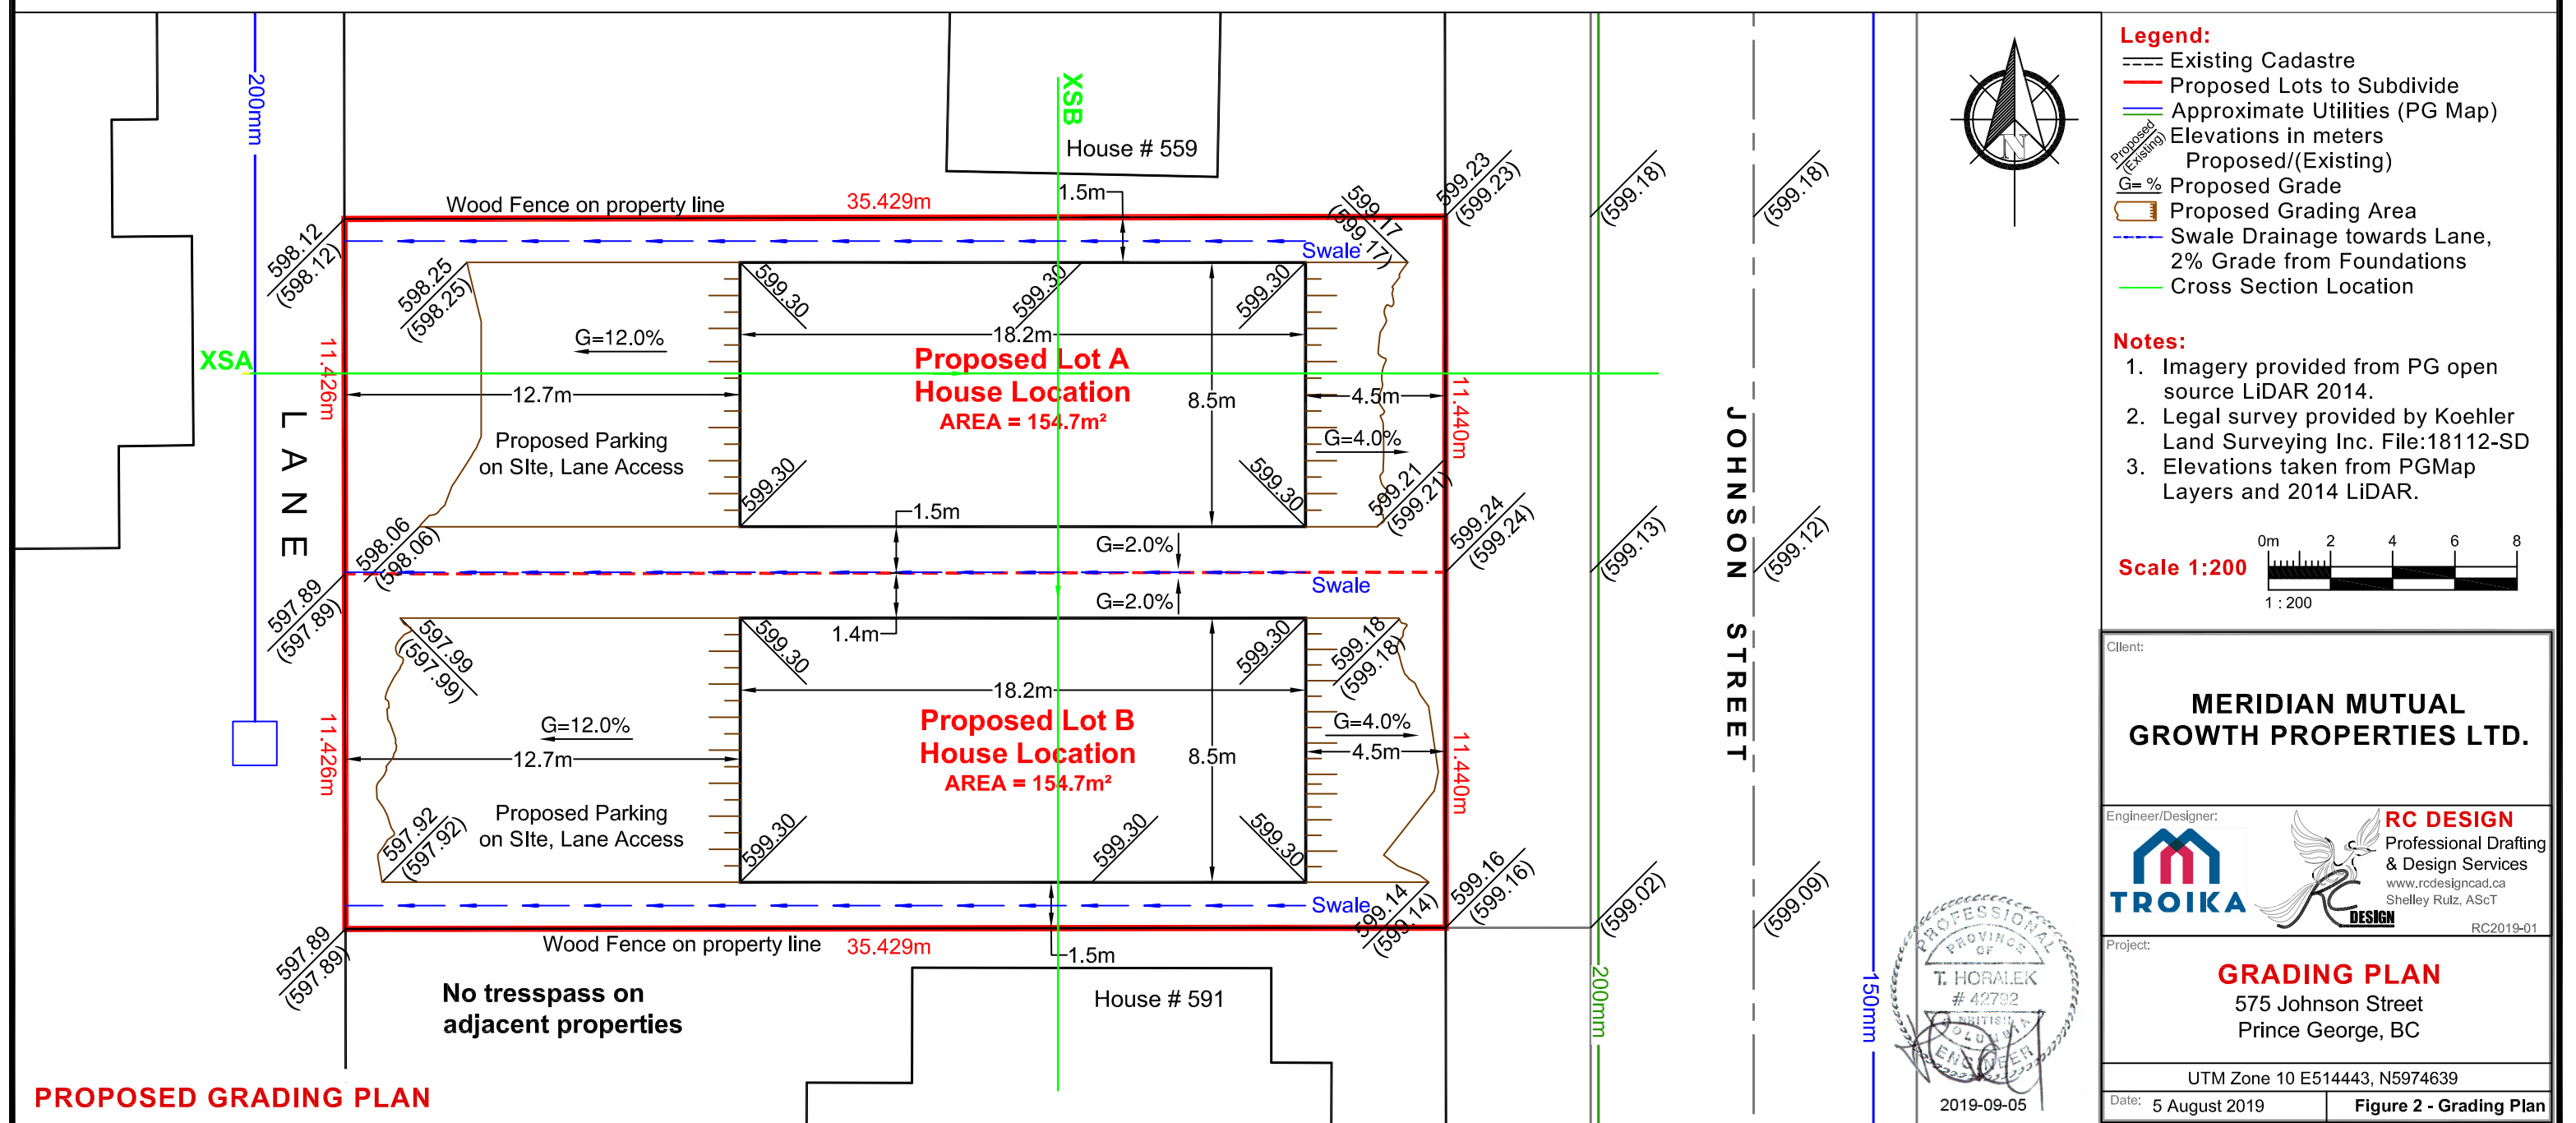 200mm
XSB
House # 559
Wood Fence on property line
35.429m
1.5m
598.12
(598.12)
598.25
(598.25)
599.17
(599.17)
599.23
(599.23)
(599.18)
(599.18)
Swale
599.30
599.30
599.30
18.2m
G=12.0%
XSA
11.426m
12.7m
Proposed Lot A
House Location
AREA = 154.7m²
8.5m
4.5m
11.440m
G=4.0%
Proposed Parking
on SIte, Lane Access
LANE
JOHNSON STREET
599.30
599.30
599.21
(599.21)
599.24
(599.24)
(599.13)
(599.12)
1.5m
G=2.0%
598.06
(598.06)
Swale
597.89
(597.89)
G=2.0%
1.4m
597.99
(597.99)
599.30
599.30
599.18
(599.18)
18.2m
G=12.0%
11.426m
12.7m
Proposed Lot B
House Location
AREA = 154.7m²
8.5m
G=4.0%
4.5m
11.440m
Proposed Parking
on SIte, Lane Access
597.92
(597.92)
599.30
599.30
599.30
Swale
599.14
(599.14)
599.16
(599.16)
(599.02)
(599.09)
597.89
(597.89)
Wood Fence on property line
35.429m
1.5m
No tresspass on
adjacent properties
House # 591
200mm
150mm
PROPOSED GRADING PLAN
N
Legend:
Existing Cadastre
Proposed Lots to Subdivide
Approximate Utilities (PG Map)
Proposed
(Existing)
Elevations in meters
Proposed/(Existing)
G= % Proposed Grade
Proposed Grading Area
Swale Drainage towards Lane,
2% Grade from Foundations
Cross Section Location
Notes:
1. Imagery provided from PG open
source LiDAR 2014.
2. Legal survey provided by Koehler
Land Surveying Inc. File:18112-SD
3. Elevations taken from PGMap
Layers and 2014 LiDAR.
Scale 1:200
0m 2 4 6 8
1 : 200
Client:
MERIDIAN MUTUAL
GROWTH PROPERTIES LTD.
Engineer/Designer:
TROIKA
RC DESIGN
Professional Drafting
& Design Services
www.rcdesigncad.ca
Shelley Rulz, AScT
RC
DESIGN
RC2019-01
Project:
GRADING PLAN
575 Johnson Street
Prince George, BC
UTM Zone 10 E514443, N5974639
Date: 5 August 2019
Figure 2 - Grading Plan
PROFESSIONAL
PROVINCE
OF
T. HORALEK
# 42792
BRITISH
COLUMBIA
ENGINEER
2019-09-05